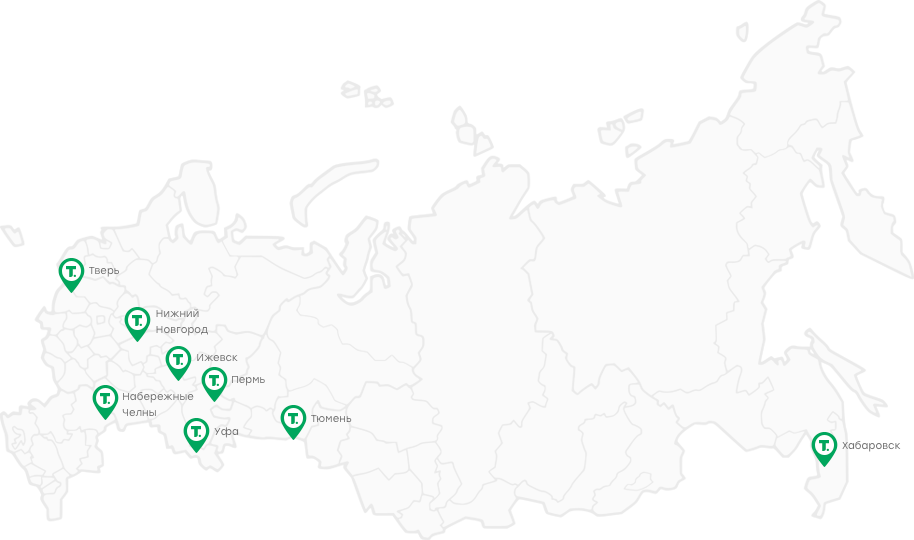 Тверь
Нижний
Новгород
Ижевск
Пермь
Набережные
Челны
Тюмень
Уфа
Хабаровск
T.
T.
T.
T.
T.
T.
T.
T.